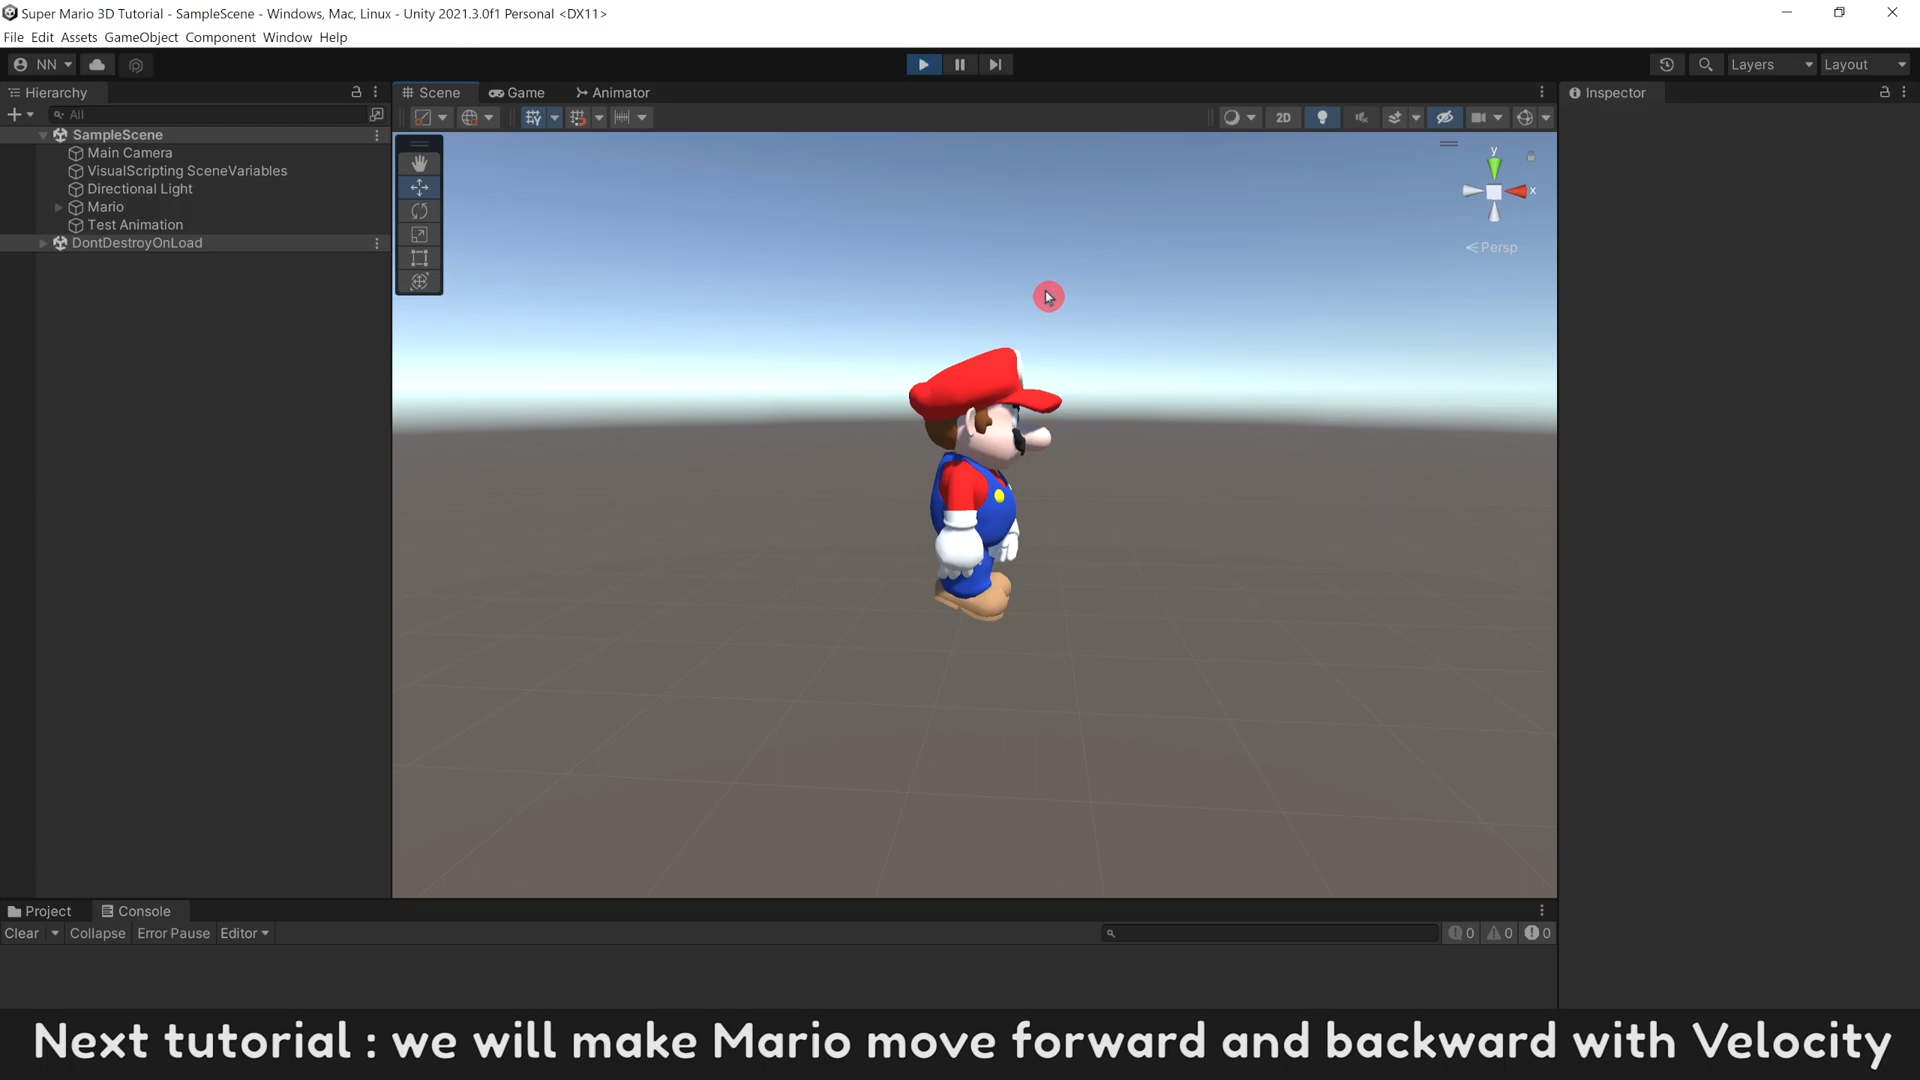 Super Mario 3D Tutorial - SampleScene - Windows, Mac, Linux - Unity 2021.3.0f1 Personal <DX11>
File Edit Assets GameObject Component Window Help
NN Layers Layout
Hierarchy
All
SampleScene
Main Camera
VisualScripting SceneVariables
Directional Light
Mario
Test Animation
DontDestroyOnLoad
Scene Game Animator
2D
y
x
Persp
Inspector
Project Console
Clear Collapse Error Pause Editor 0 0 0
Next tutorial : we will make Mario move forward and backward with Velocity